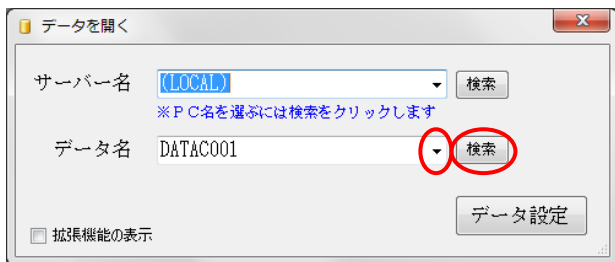 データを開く
サーバー名 (LOCAL) 検索
※ＰＣ名を選ぶには検索をクリックします
データ名 DATAC001 検索
データ設定
拡張機能の表示